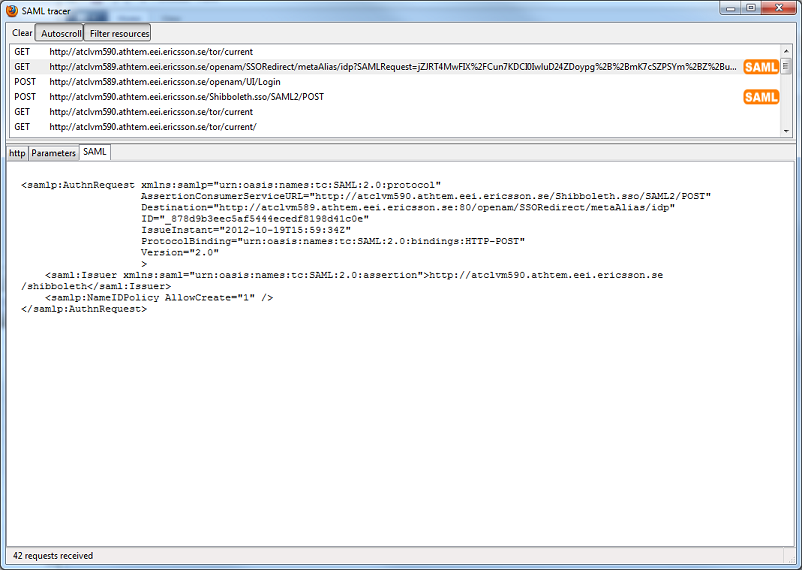 SAML tracer
Clear Autoscroll Filter resources
GET http://atclvm590.athtem.eei.ericsson.se/tor/current
GET http://atclvm589.athtem.eei.ericsson.se/openam/SSORedirect/metaAlias/idp?SAMLRequest=jZJRT4MwFIX%2FCun7KDCI0IwluD24ZDoypg%2B%2BmK7cSZPSYm%2BZ%2Bu... SAML
POST http://atclvm590.athtem.eei.ericsson.se/openam/UI/Login
POST http://atclvm590.athtem.eei.ericsson.se/Shibboleth.sso/SAML2/POST SAML
GET http://atclvm590.athtem.eei.ericsson.se/tor/current
GET http://atclvm590.athtem.eei.ericsson.se/tor/current/
http Parameters SAML
<samlp:AuthnRequest xmlns:samlp="urn:oasis:names:tc:SAML:2.0:protocol"
AssertionConsumerServiceURL="http://atclvm590.athtem.eei.ericsson.se/Shibboleth.sso/SAML2/POST"
Destination="http://atclvm589.athtem.eei.ericsson.se:80/openam/SSORedirect/metaAlias/idp"
ID="_878d9b3eec5af5444ecedf8198d41c0e"
IssueInstant="2012-10-19T15:59:34Z"
ProtocolBinding="urn:oasis:names:tc:SAML:2.0:bindings:HTTP-POST"
Version="2.0"
>
<saml:Issuer xmlns:saml="urn:oasis:names:tc:SAML:2.0:assertion">http://atclvm590.athtem.eei.ericsson.se
/shibboleth</saml:Issuer>
<samlp:NameIDPolicy AllowCreate="1" />
</samlp:AuthnRequest>
42 requests received